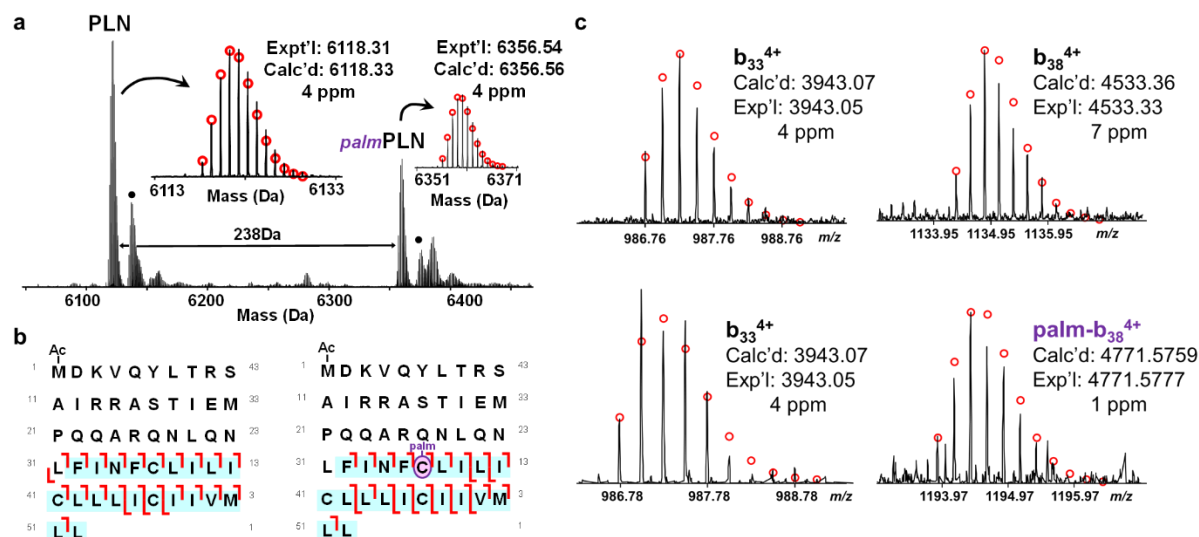 a
PLN
Expt'l: 6118.31
Calc'd: 6118.33
4 ppm
Expt'l: 6356.54
Calc'd: 6356.56
4 ppm
palmPLN
6113
6133
Mass (Da)
6351
6371
Mass (Da)
238Da
6100
6200
6300
6400
Mass (Da)
b
Ac
1 M D K V Q Y L T R S 43
11 A I R R A S T I E M 33
21 P Q Q A R Q N L Q N 23
31 L F I N F C L I L I 13
41 C L L L I C I I V M 3
51 L L 1
Ac
1 M D K V Q Y L T R S 43
11 A I R R A S T I E M 33
21 P Q Q A R Q N L Q N 23
palm
31 L F I N F C L I L I 13
41 C L L L I C I I V M 3
51 L L 1
c
b33 4+
Calc'd: 3943.07
Exp'l: 3943.05
4 ppm
986.76
987.76
988.76
m/z
b38 4+
Calc'd: 4533.36
Exp'l: 4533.33
7 ppm
1133.95
1134.95
1135.95
m/z
b33 4+
Calc'd: 3943.07
Exp'l: 3943.05
4 ppm
986.78
987.78
988.78
m/z
palm-b38 4+
Calc'd: 4771.5759
Exp'l: 4771.5777
1 ppm
1193.97
1194.97
1195.97
m/z